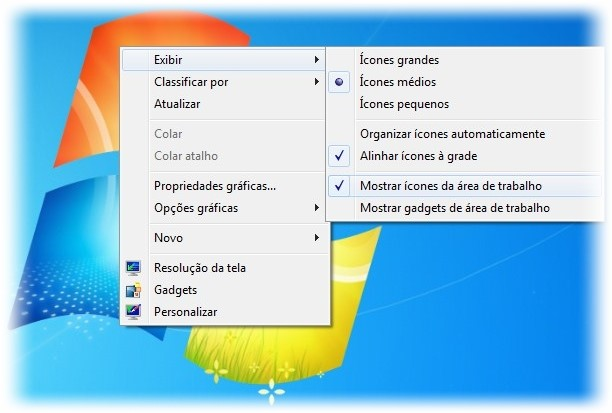 Exibir
Classificar por
Atualizar
Colar
Colar atalho
Propriedades gráficas...
Opções gráficas
Novo
Resolução da tela
Gadgets
Personalizar
Ícones grandes
Ícones médios
Ícones pequenos
Organizar ícones automaticamente
Alinhar ícones à grade
Mostrar ícones da área de trabalho
Mostrar gadgets de área de trabalho